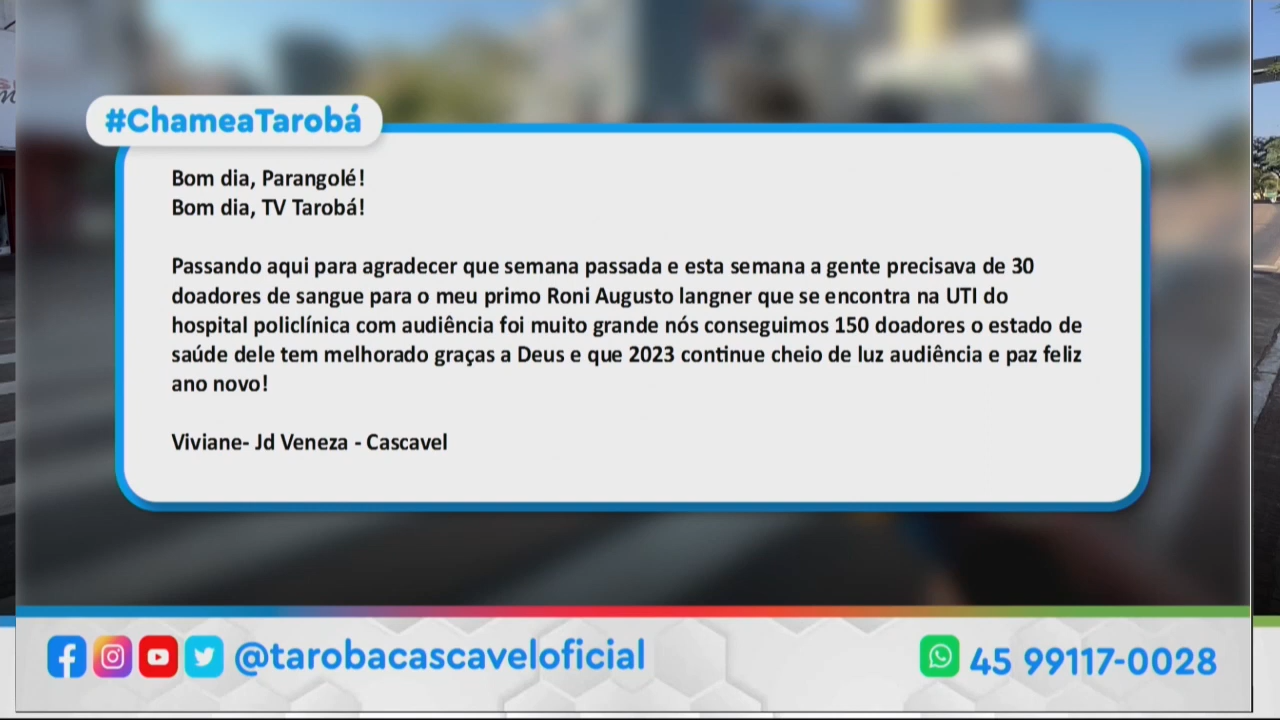 #ChameaTarobá
Bom dia, Parangolé!
Bom dia, TV Tarobá!
Passando aqui para agradecer que semana passada e esta semana a gente precisava de 30
doadores de sangue para o meu primo Roni Augusto langner que se encontra na UTI do
hospital policlínica com audiência foi muito grande nós conseguimos 150 doadores o estado de
saúde dele tem melhorado graças a Deus e que 2023 continue cheio de luz audiência e paz feliz
ano novo!
Viviane- Jd Veneza - Cascavel
@tarobacascaveloficial
45 99117-0028